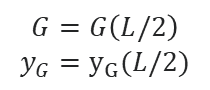 G = G(L/2)
y_G = y_G(L/2)